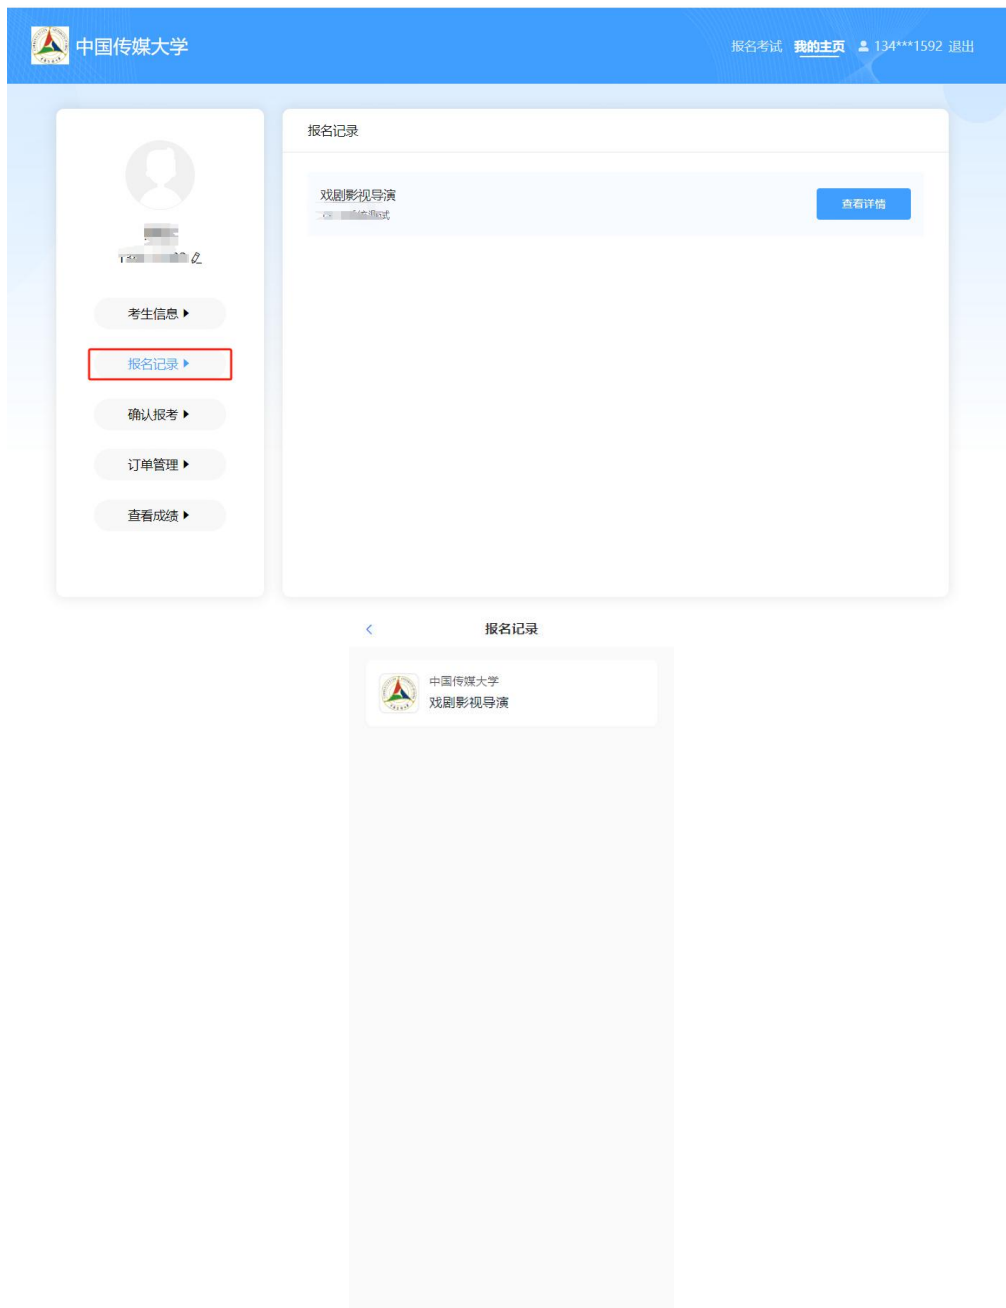 中国传媒大学
报名考试 我的主页 134***1592 退出
报名记录
戏剧影视导演
查看详情
考生信息
报名记录
确认报考
订单管理
查看成绩
报名记录
中国传媒大学
戏剧影视导演